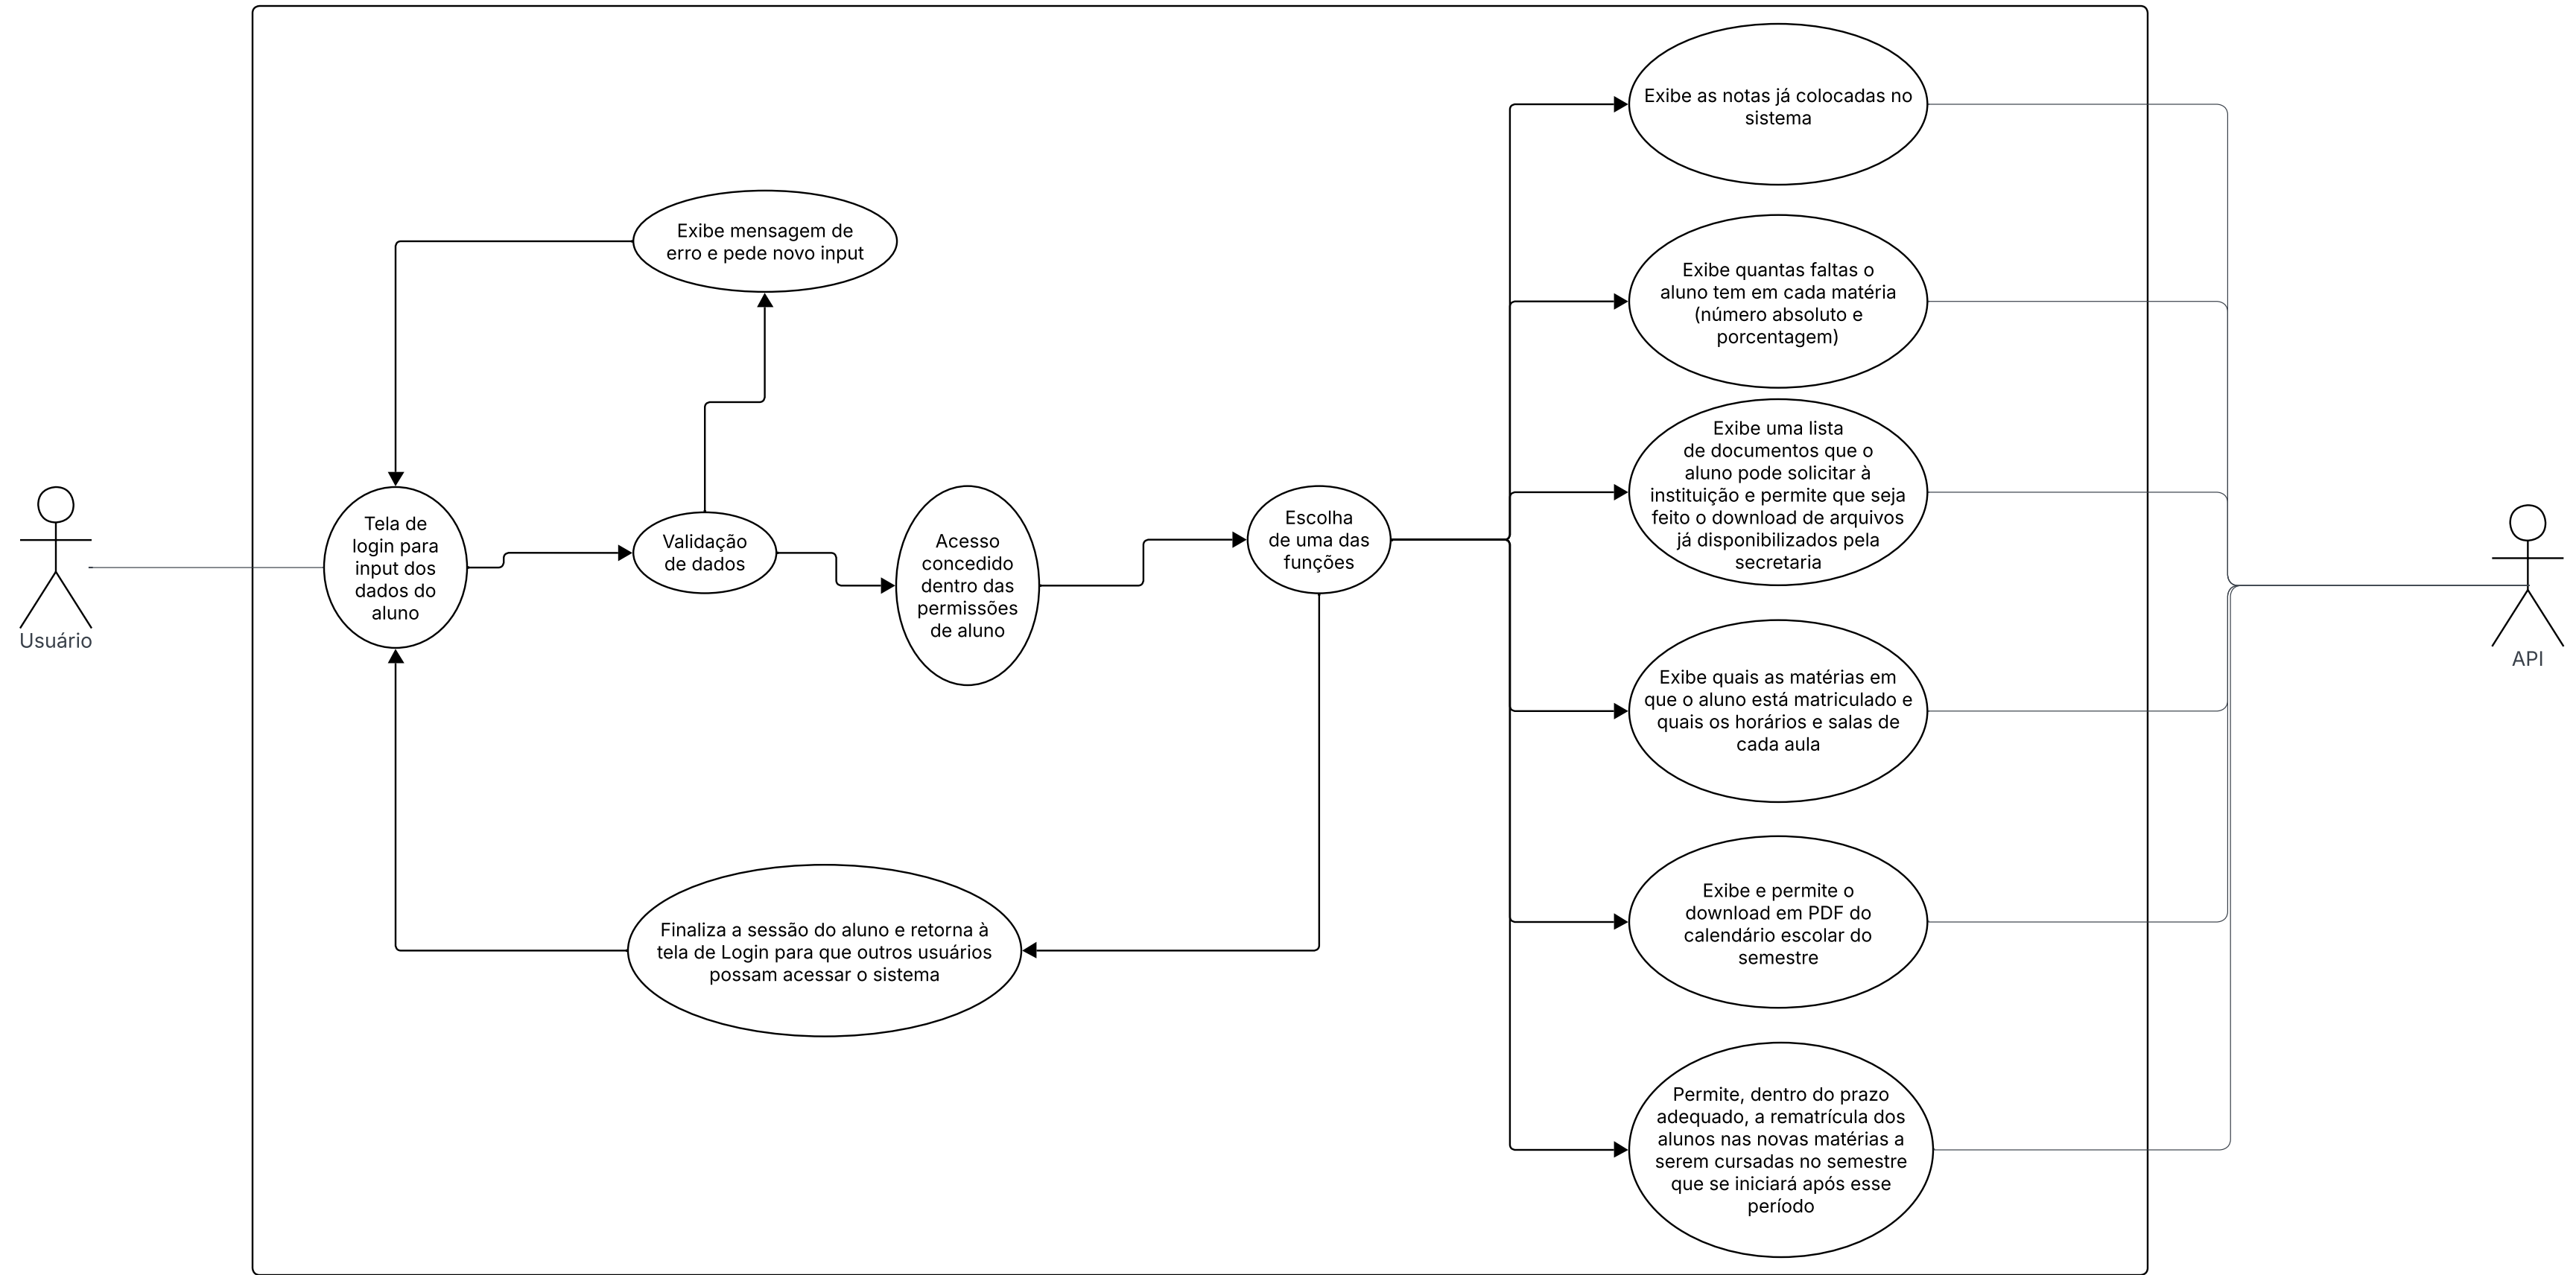 Exibe as notas já colocadas no
sistema
Exibe mensagem de
erro e pede novo input
Exibe quantas faltas o
aluno tem em cada matéria
(número absoluto e
porcentagem)
Exibe uma lista
de documentos que o
aluno pode solicitar à
instituição e permite que seja
feito o download de arquivos
já disponibilizados pela
secretaria
Usuário
Tela de
login para
input dos
dados do
aluno
Validação
de dados
Acesso
concedido
dentro das
permissões
de aluno
Escolha
de uma das
funções
API
Exibe quais as matérias em
que o aluno está matriculado e
quais os horários e salas de
cada aula
Finaliza a sessão do aluno e retorna à
tela de Login para que outros usuários
possam acessar o sistema
Exibe e permite o
download em PDF do
calendário escolar do
semestre
Permite, dentro do prazo
adequado, a rematrícula dos
alunos nas novas matérias a
serem cursadas no semestre
que se iniciará após esse
período